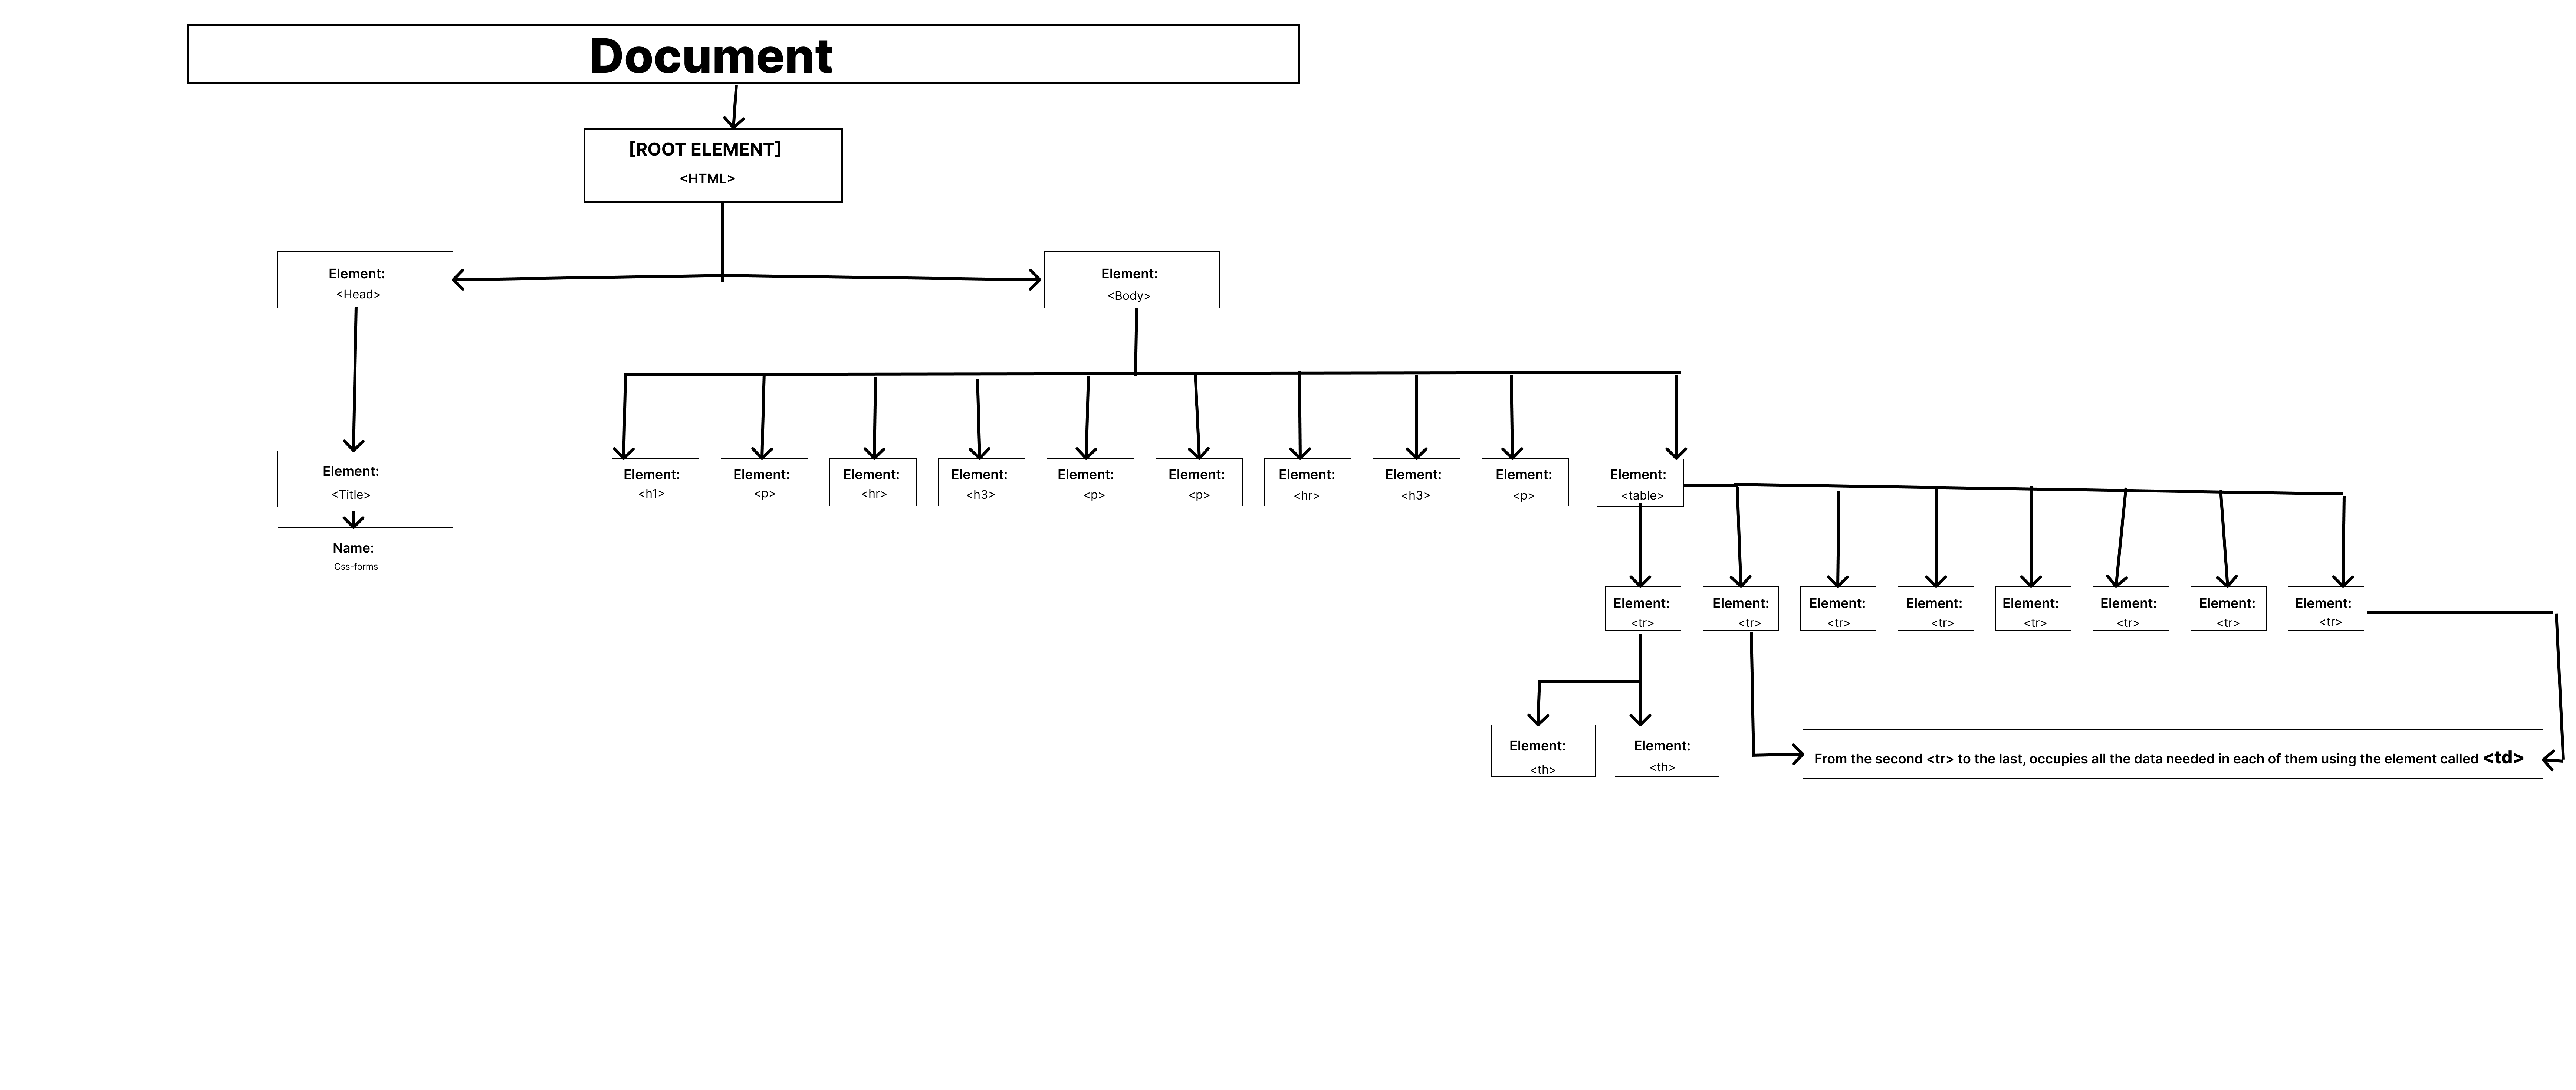 Document
[ROOT ELEMENT]
<HTML>
Element:
<Head>
Element:
<Body>
Element:
<Title>
Name:
Css-forms
Element:
<h1>
Element:
<p>
Element:
<hr>
Element:
<h3>
Element:
<p>
Element:
<p>
Element:
<hr>
Element:
<h3>
Element:
<p>
Element:
<table>
Element:
<tr>
Element:
<tr>
Element:
<tr>
Element:
<tr>
Element:
<tr>
Element:
<tr>
Element:
<tr>
Element:
<tr>
Element:
<th>
Element:
<th>
From the second <tr> to the last, occupies all the data needed in each of them using the element called <td>